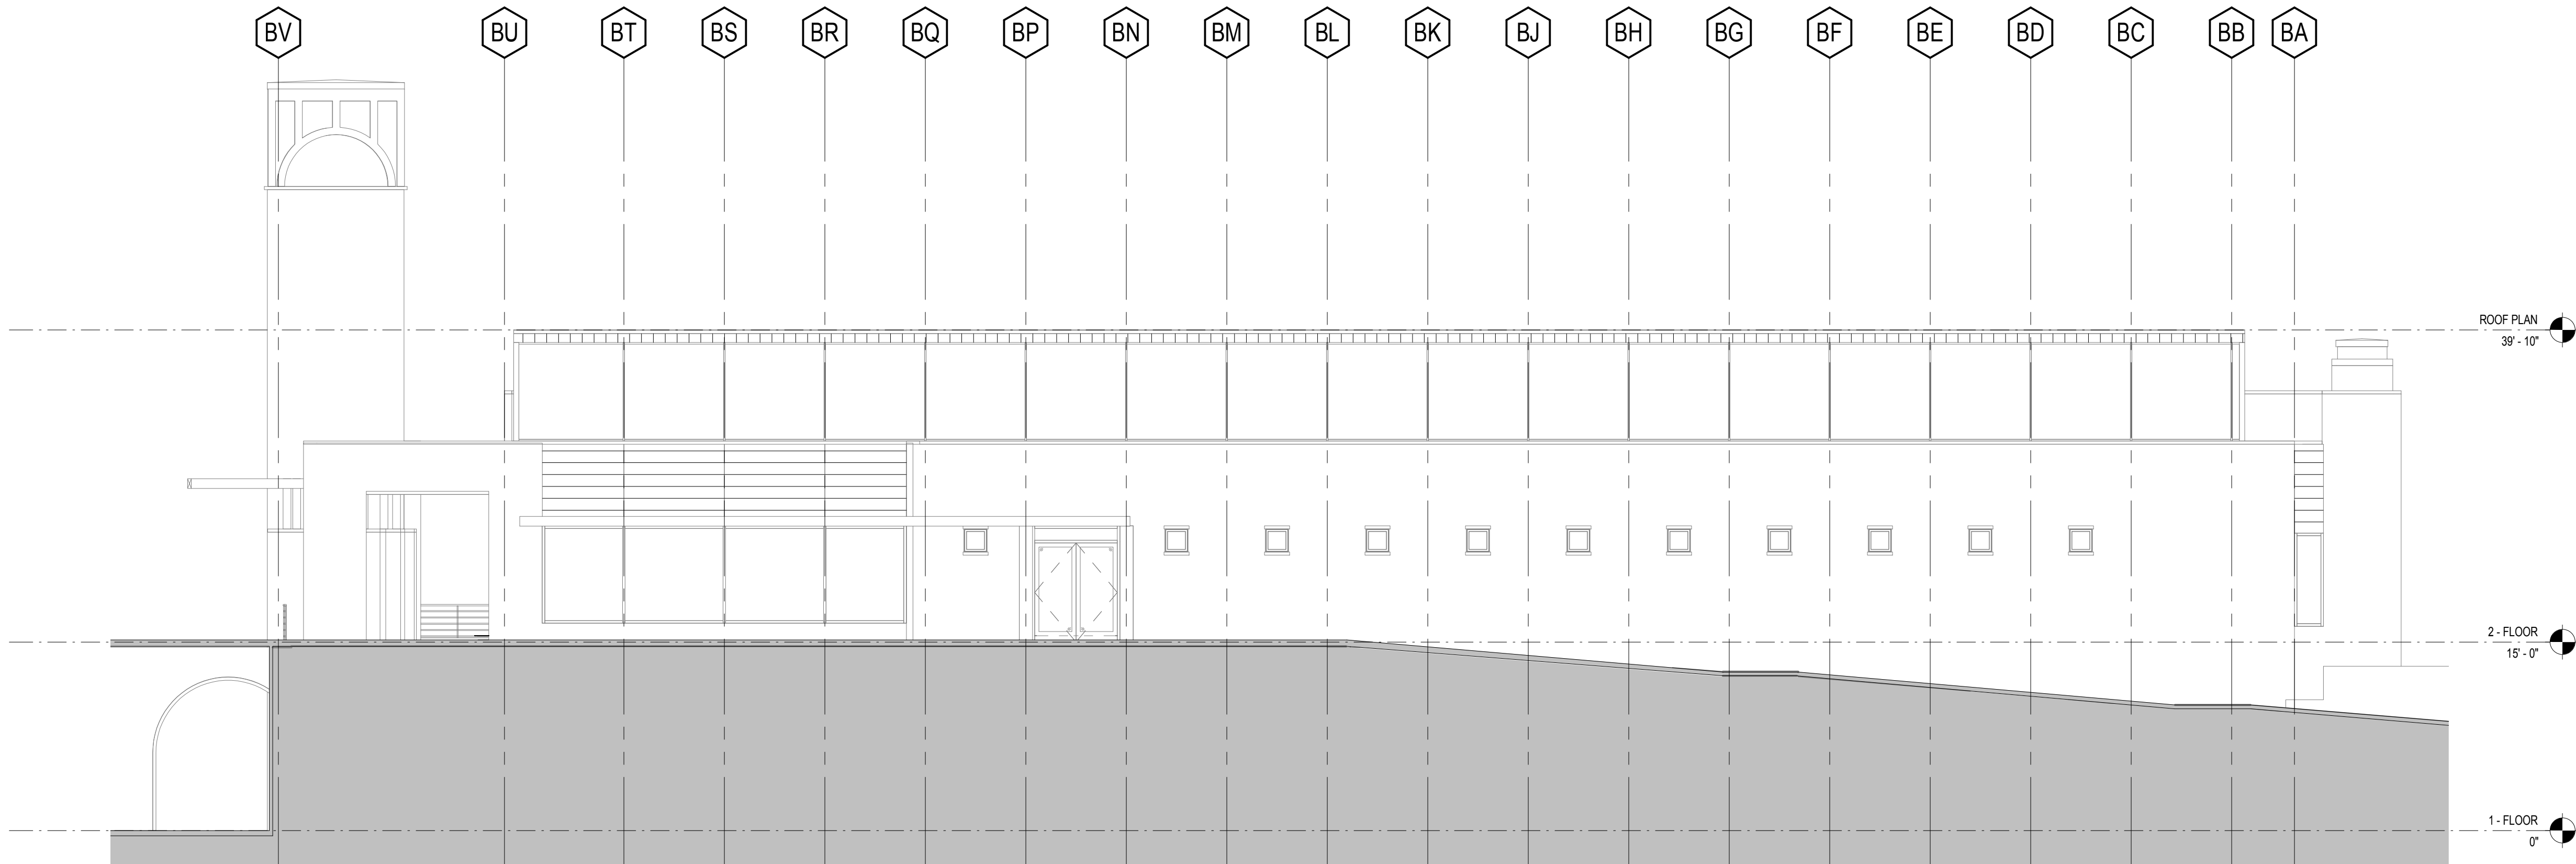 BV BU BT BS BR BQ BP BN BM BL BK BJ BH BG BF BE BD BC BB BA
ROOF PLAN
39' - 10"
2 - FLOOR
15' - 0"
1 - FLOOR
0"